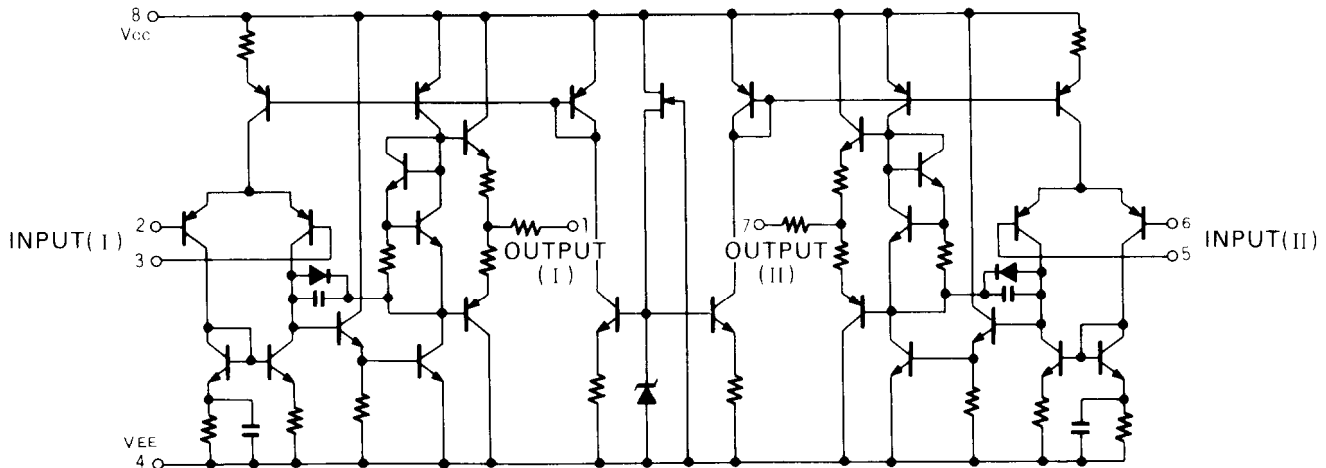 8
Vcc
2
INPUT(I)
3
1
OUTPUT
(I)
7
OUTPUT
(II)
6
INPUT(II)
5
VEE
4